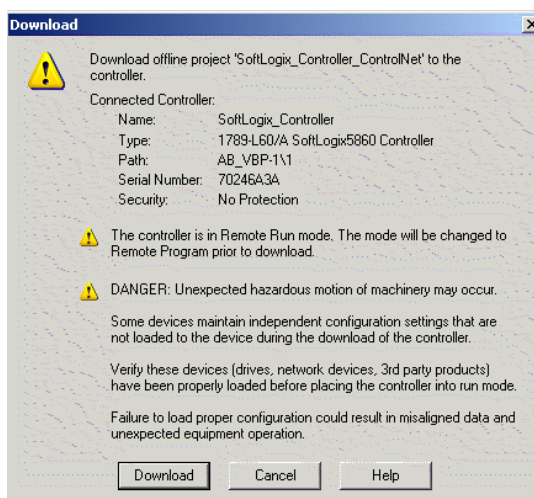 Download
Download offline project 'SoftLogix_Controller_ControlNet' to the
controller.
Connected Controller:
Name: SoftLogix_Controller
Type: 1789-L60/A SoftLogix5860 Controller
Path: AB_VBP-1\1
Serial Number: 70246A3A
Security: No Protection
The controller is in Remote Run mode. The mode will be changed to
Remote Program prior to download.
DANGER: Unexpected hazardous motion of machinery may occur.
Some devices maintain independent configuration settings that are
not loaded to the device during the download of the controller.
Verify these devices (drives, network devices, 3rd party products)
have been properly loaded before placing the controller into run mode.
Failure to load proper configuration could result in misaligned data and
unexpected equipment operation.
Download Cancel Help